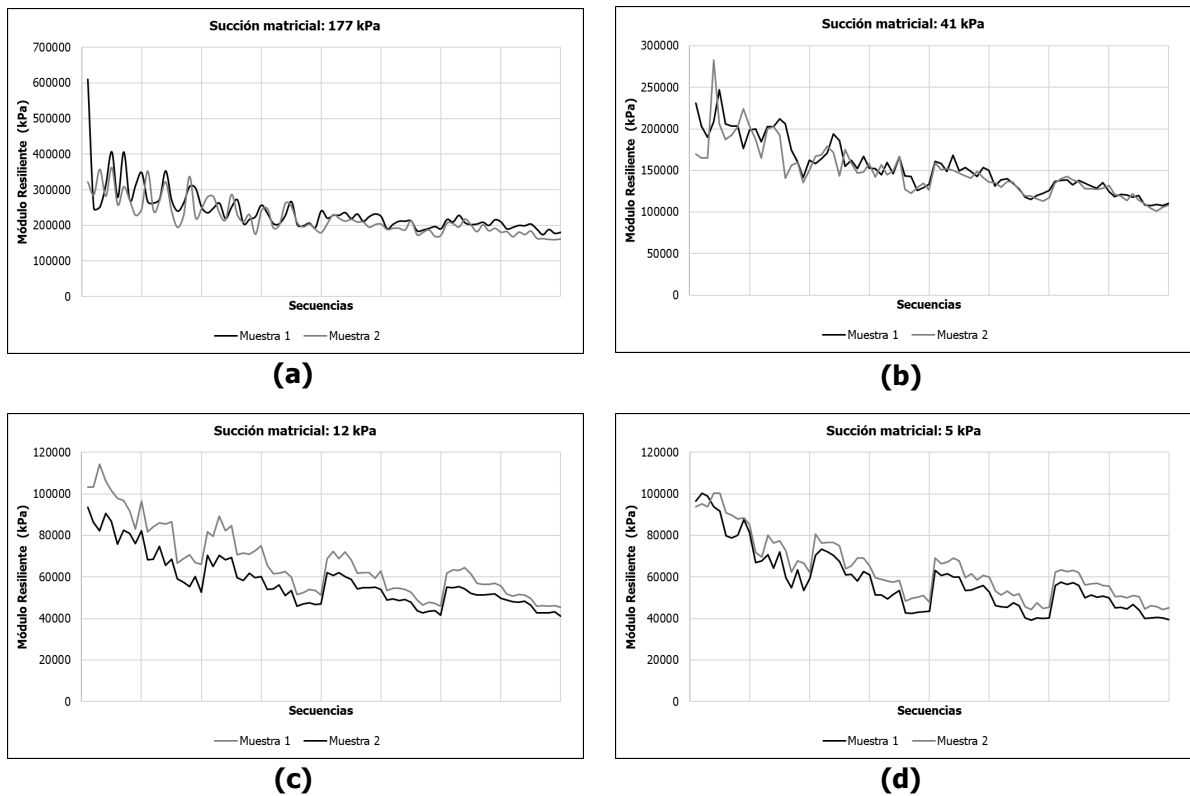 Succión matricial: 177 kPa
700000
600000
500000
400000
300000
200000
100000
0
Módulo Resiliente (kPa)
Secuencias
Muestra 1 Muestra 2
(a)
Succión matricial: 41 kPa
300000
250000
200000
150000
100000
50000
0
Módulo Resiliente (kPa)
Secuencias
Muestra 1 Muestra 2
(b)
Succión matricial: 12 kPa
120000
100000
80000
60000
40000
20000
0
Módulo Resiliente (kPa)
Secuencias
Muestra 1 Muestra 2
(c)
Succión matricial: 5 kPa
120000
100000
80000
60000
40000
20000
0
Módulo Resiliente (kPa)
Secuencias
Muestra 1 Muestra 2
(d)